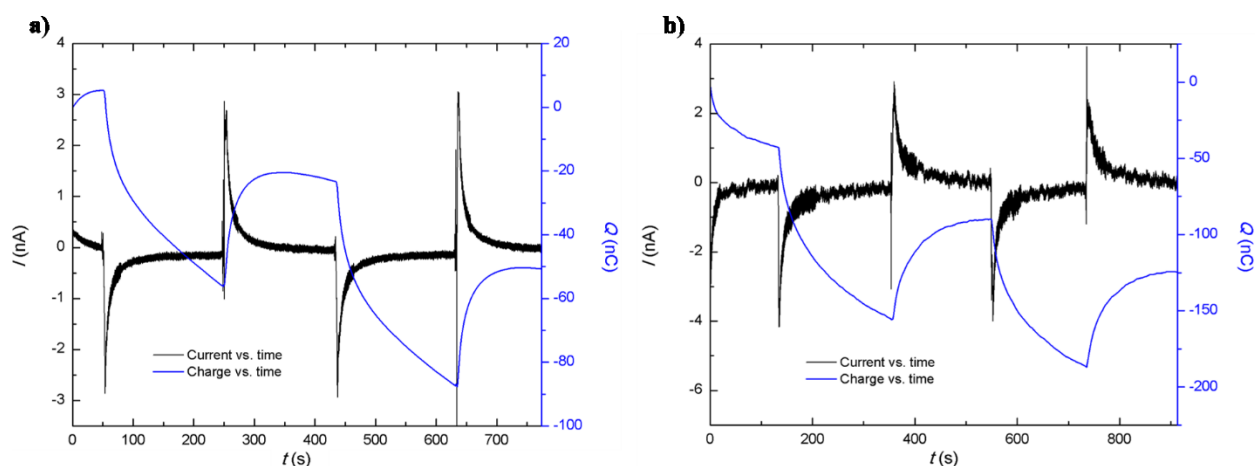 a)
4
3
2
1
0
-1
-2
-3
I (nA)
20
0
-20
-40
-60
-80
-100
Q (nC)
Current vs. time
Charge vs. time
0 100 200 300 400 500 600 700
t (s)
b)
4
2
0
-2
-4
-6
I (nA)
0
-50
-100
-150
-200
Q (nC)
Current vs. time
Charge vs. time
0 200 400 600 800
t (s)